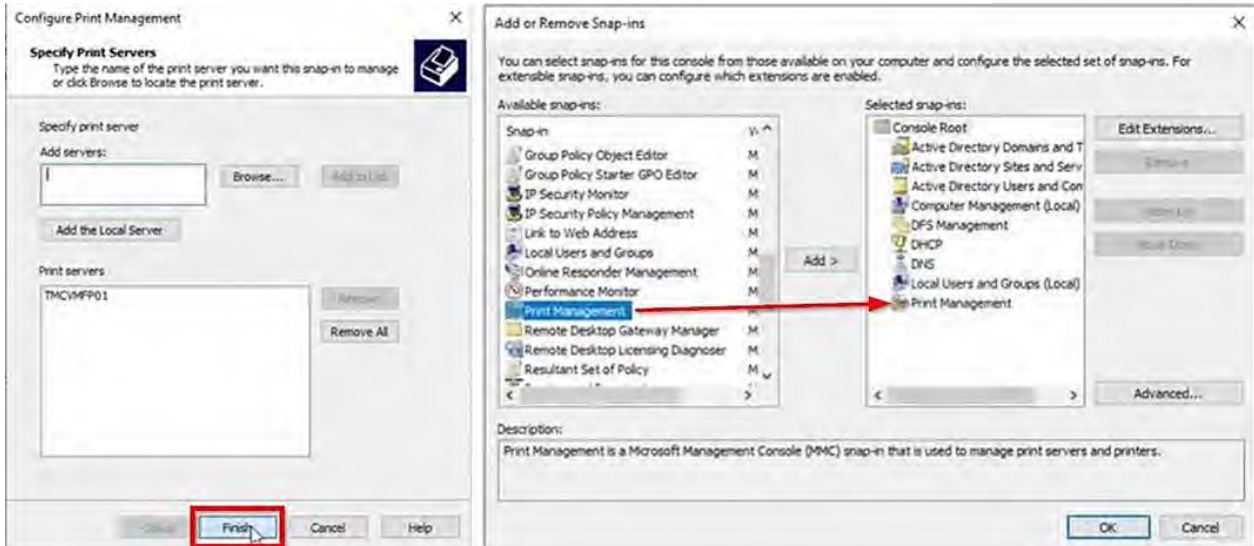 Configure Print Management
Specify Print Servers
Type the name of the print server you want this snap-in to manage
or click Browse to locate the print server.
Specify print server
Add servers:
Browse...
Add to List
Add the Local Server
Print servers
TMCVMFP01
Remove
Remove All
Finish
Cancel
Help
Add or Remove Snap-ins
You can select snap-ins for this console from those available on your computer and configure the selected set of snap-ins. For
extensible snap-ins, you can configure which extensions are enabled.
Available snap-ins:
Snap-in V
Group Policy Object Editor M
Group Policy Starter GPO Editor M
IP Security Monitor M
IP Security Policy Management M
Link to Web Address M
Local Users and Groups M
Online Responder Management M
Performance Monitor M
Print Management M
Remote Desktop Gateway Manager M
Remote Desktop Licensing Diagnoser M
Resultant Set of Policy M
Add >
Selected snap-ins:
Console Root
Active Directory Domains and T
Active Directory Sites and Serv
Active Directory Users and Com
Computer Management (Local)
DFS Management
DHCP
DNS
Local Users and Groups (Local)
Print Management
Edit Extensions...
Remove
Move Down
Advanced...
Description:
Print Management is a Microsoft Management Console (MMC) snap-in that is used to manage print servers and printers.
OK
Cancel